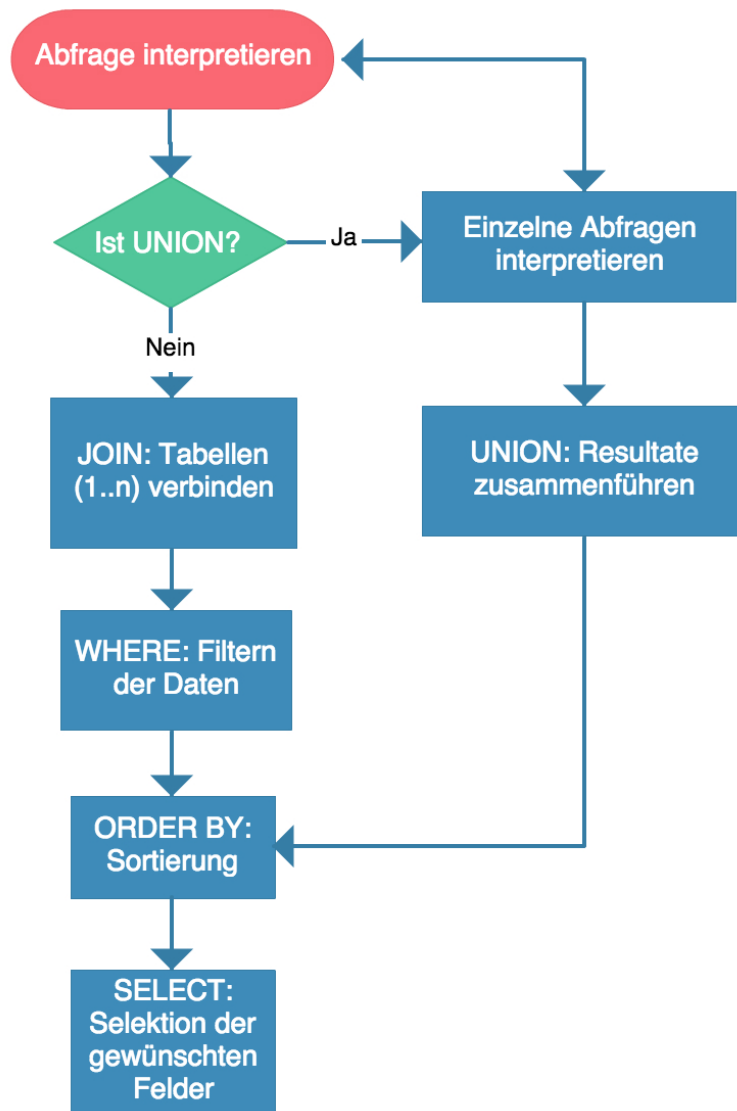 Abfrage interpretieren
Ist UNION?
Ja
Einzelne Abfragen
interpretieren
Nein
JOIN: Tabellen
(1..n) verbinden
UNION: Resultate
zusammenführen
WHERE: Filtern
der Daten
ORDER BY:
Sortierung
SELECT:
Selektion der
gewünschten
Felder